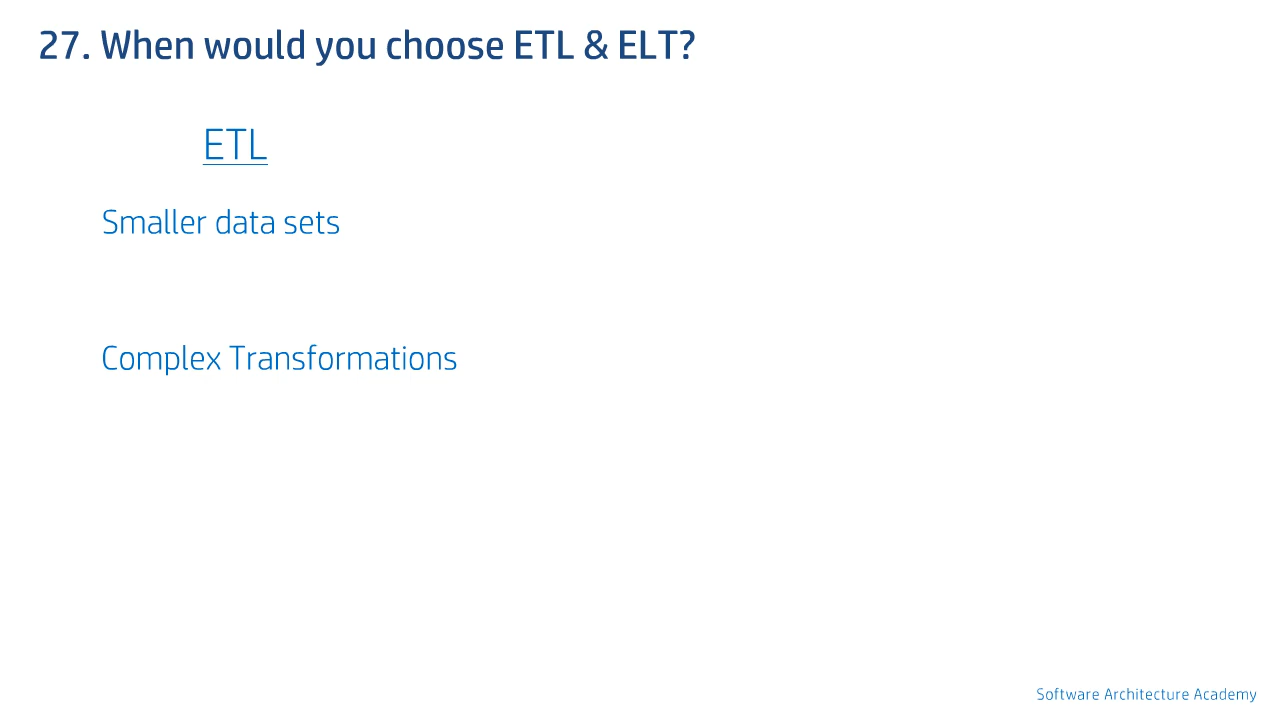 27. When would you choose ETL & ELT?
ETL
Smaller data sets
Complex Transformations
Software Architecture Academy